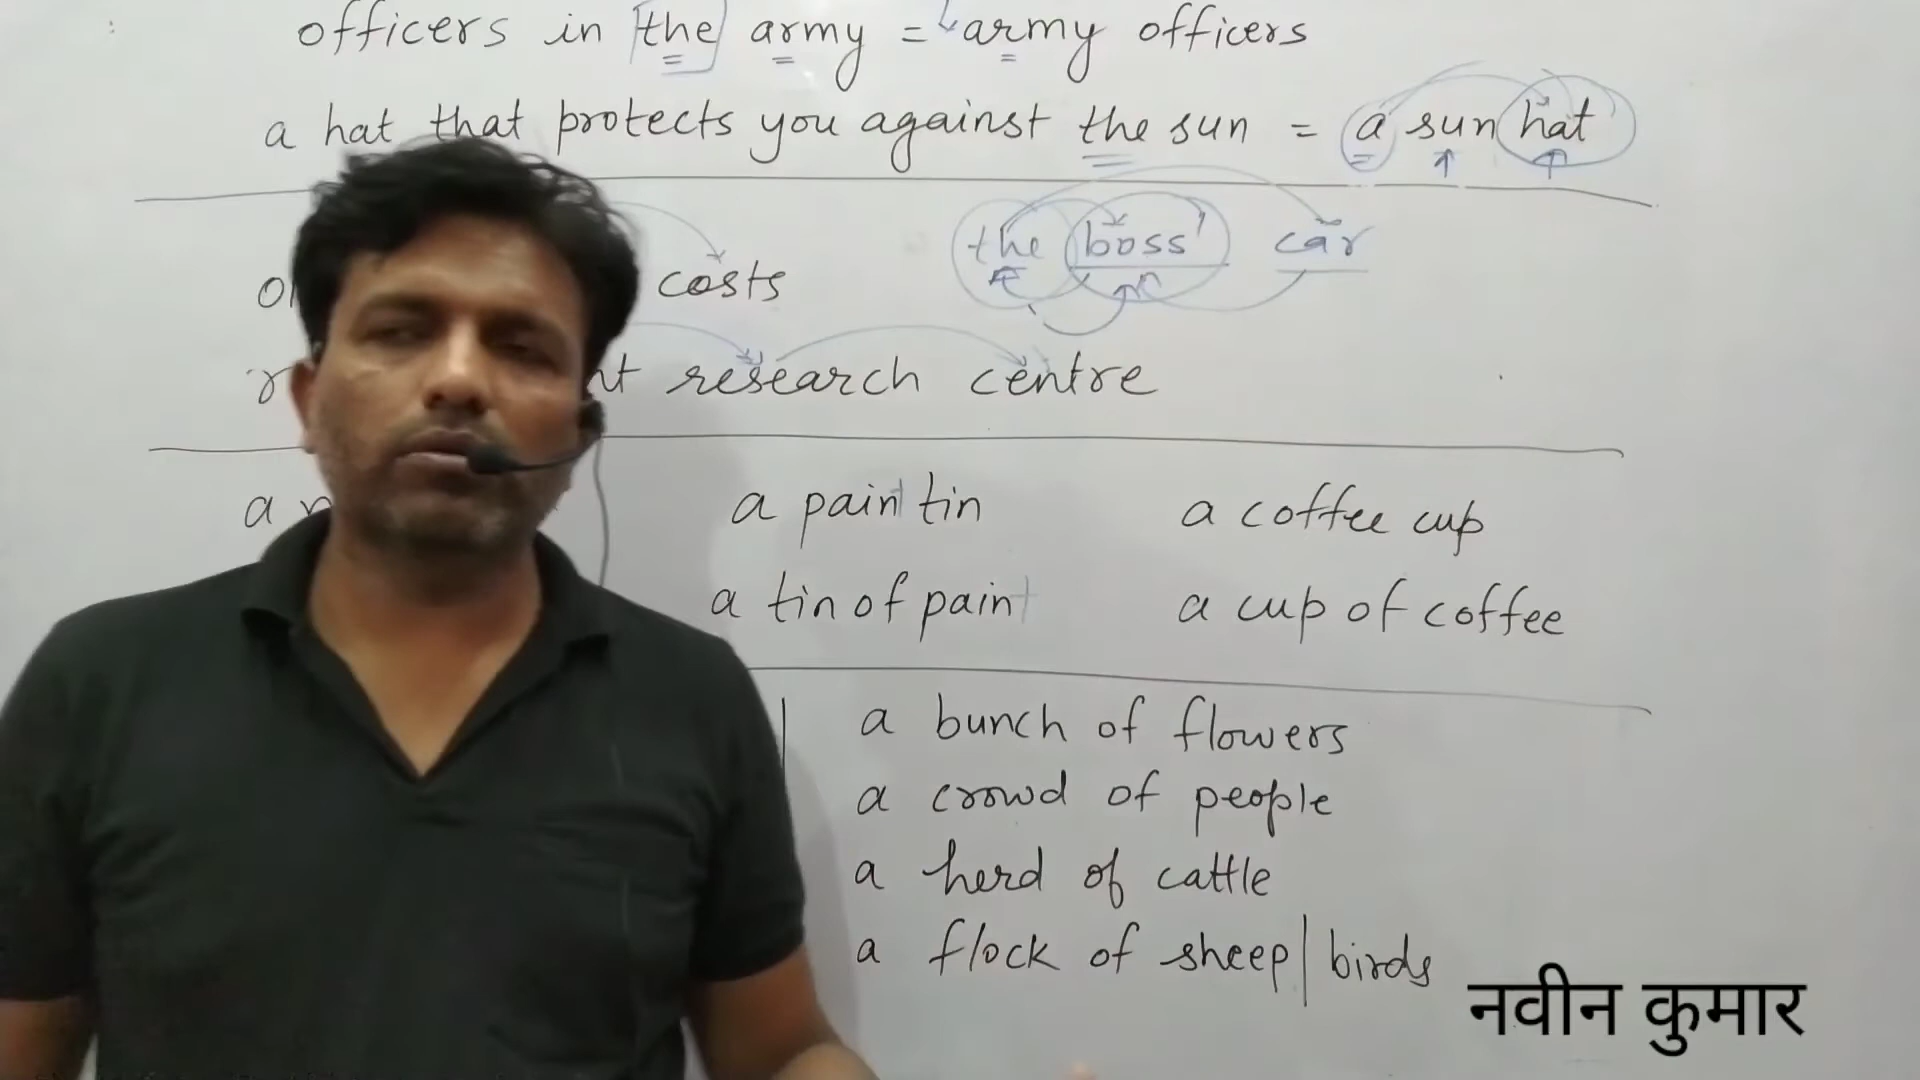 officers in the army = army officers
a hat that protects you against the sun = a sun hat
the boss' car
costs
research centre
a paint tin a coffee cup
a tin of paint a cup of coffee
a bunch of flowers
a crowd of people
a herd of cattle
a flock of sheep | birds
नवीन कुमार